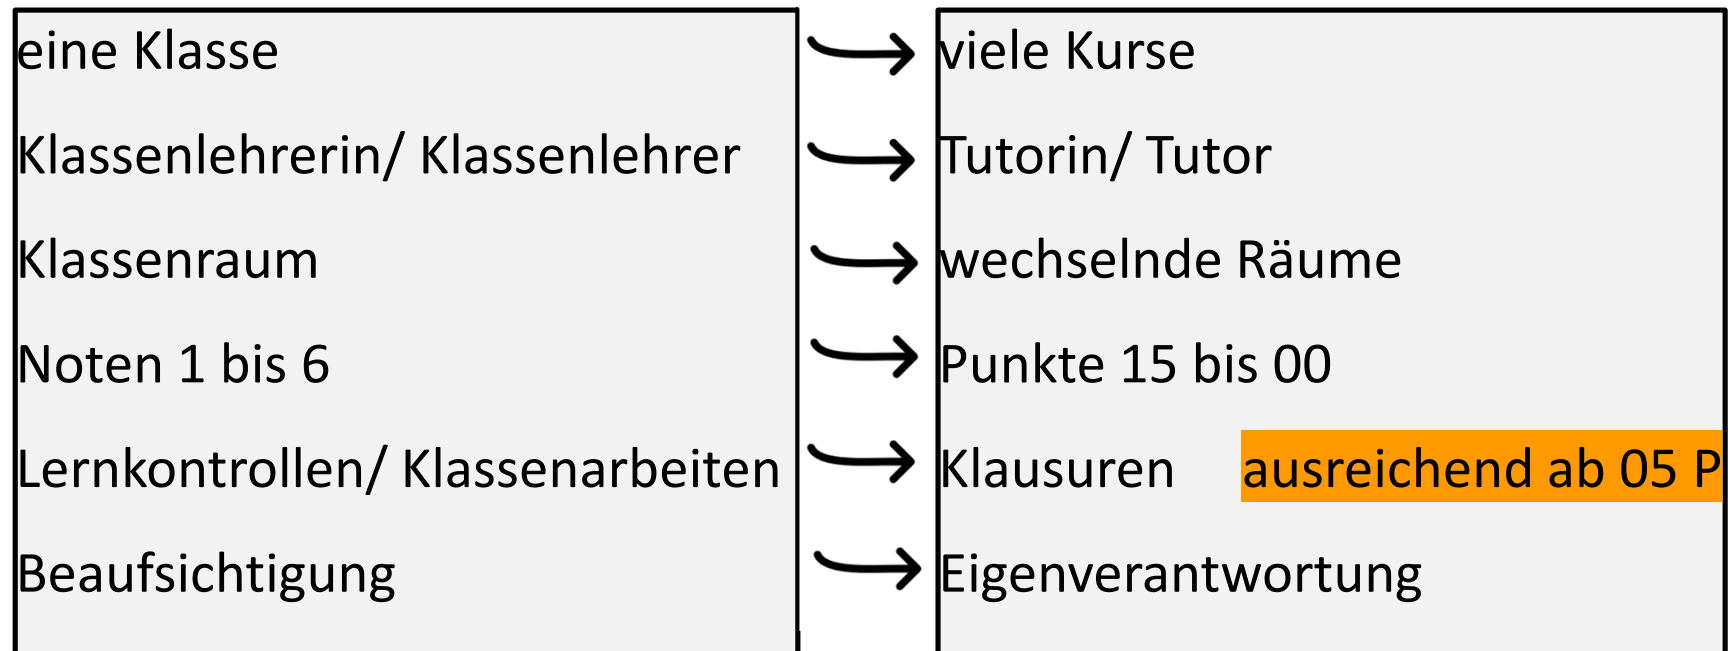 eine Klasse viele Kurse
Klassenlehrerin/ Klassenlehrer Tutorin/ Tutor
Klassenraum wechselnde Räume
Noten 1 bis 6 Punkte 15 bis 00
Lernkontrollen/ Klassenarbeiten Klausuren ausreichend ab 05 P
Beaufsichtigung Eigenverantwortung